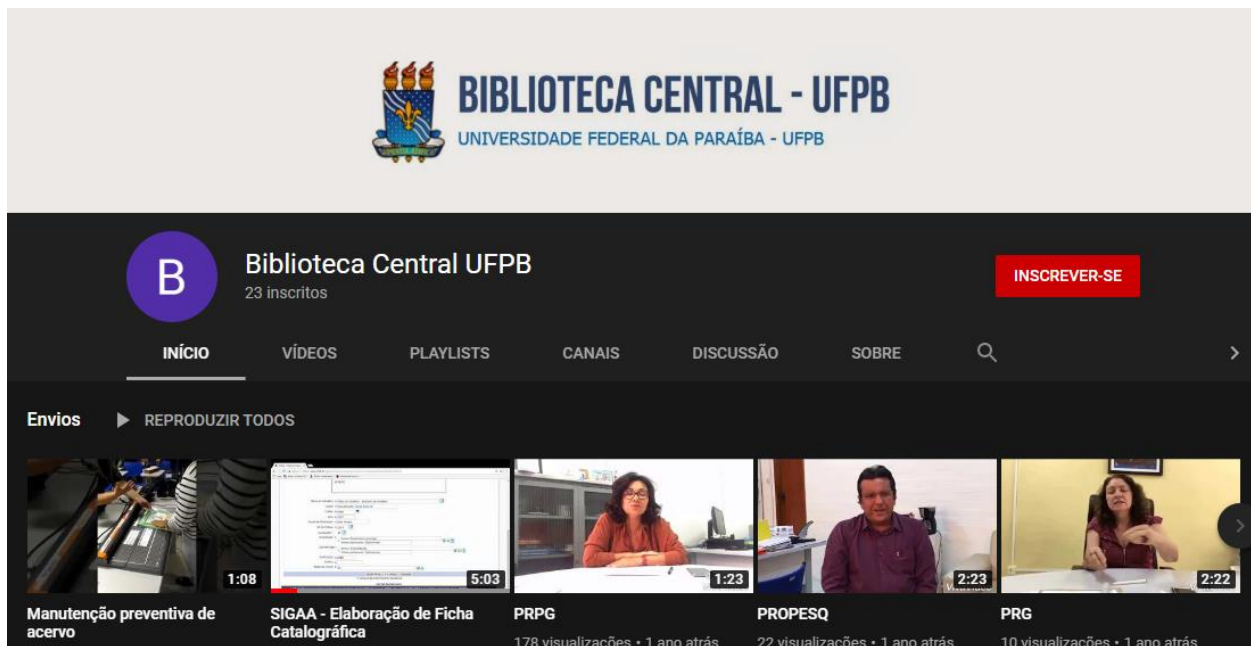 BIBLIOTECA CENTRAL - UFPB
UNIVERSIDADE FEDERAL DA PARAÍBA - UFPB
B
Biblioteca Central UFPB
23 inscritos
INSCREVER-SE
INÍCIO VÍDEOS PLAYLISTS CANAIS DISCUSSÃO SOBRE
Envios REPRODUZIR TODOS
1:08 5:03 1:23 2:23 2:22
Manutenção preventiva de acervo
SIGAA - Elaboração de Ficha Catalográfica
PRPG
178 visualizações • 1 ano atrás
PROPESQ
22 visualizações • 1 ano atrás
PRG
10 visualizações • 1 ano atrás